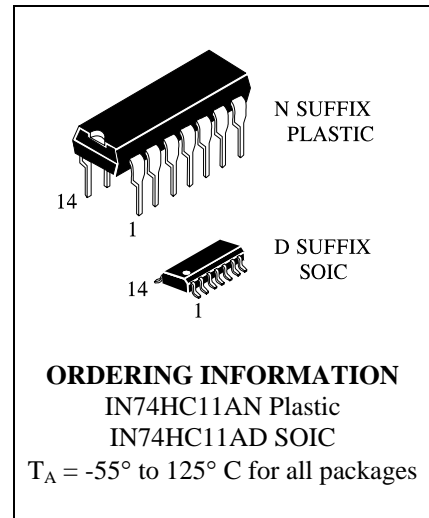 N SUFFIX
PLASTIC
14
1
D SUFFIX
SOIC
14
1
ORDERING INFORMATION
IN74HC11AN Plastic
IN74HC11AD SOIC
TA = -55° to 125° C for all packages